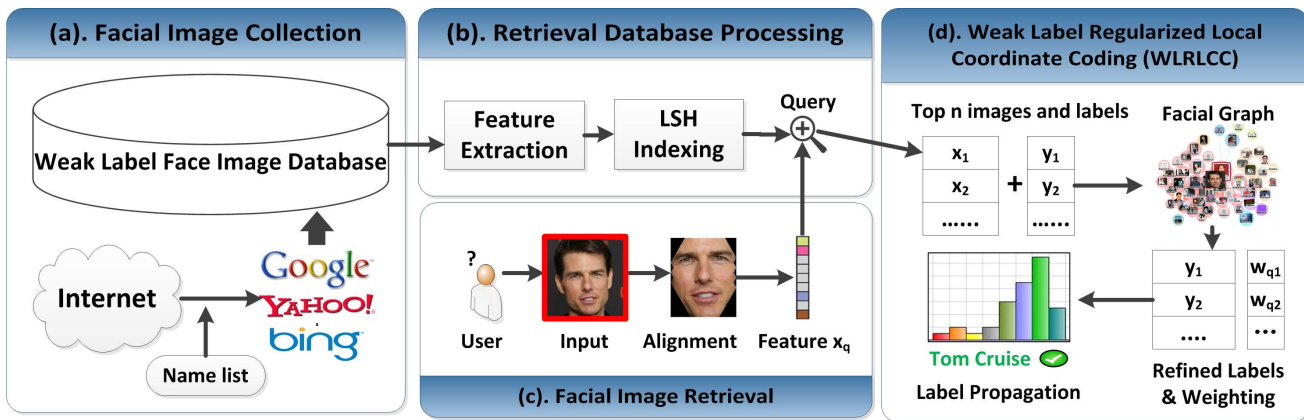 (a). Facial Image Collection
Weak Label Face Image Database
Internet
Google
YAHOO!
bing
Name list
(b). Retrieval Database Processing
Feature
Extraction
LSH
Indexing
Query
?
User
Input
Alignment
Feature xq
(c). Facial Image Retrieval
(d). Weak Label Regularized Local
Coordinate Coding (WLRLCC)
Top n images and labels
Facial Graph
x1
x2
......
+
y1
y2
......
y1
y2
....
wq1
wq2
...
Refined Labels
& Weighting
Tom Cruise
Label Propagation